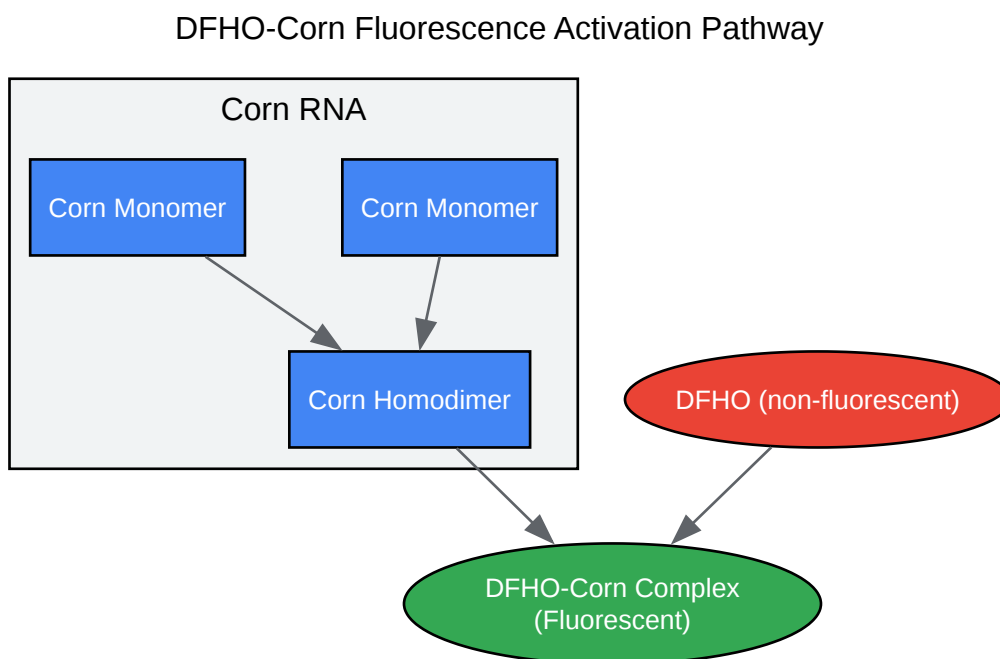 DFHO-Corn Fluorescence Activation Pathway
Corn RNA
Corn Monomer
Corn Monomer
Corn Homodimer
DFHO (non-fluorescent)
DFHO-Corn Complex
(Fluorescent)